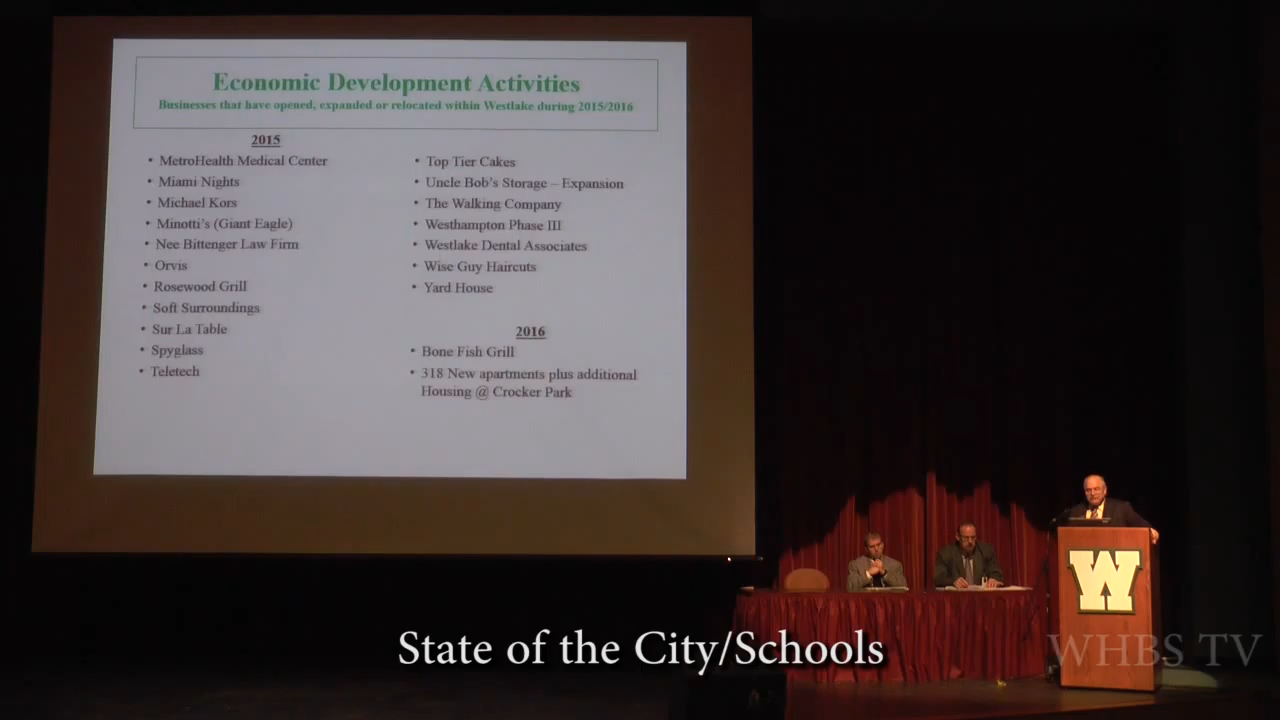 Economic Development Activities
Businesses that have opened, expanded or relocated within Westlake during 2015/2016
2015
• MetroHealth Medical Center
• Miami Nights
• Michael Kors
• Minotti's (Giant Eagle)
• Nee Bittenger Law Firm
• Orvis
• Rosewood Grill
• Soft Surroundings
• Sur La Table
• Spyglass
• Teletech
• Top Tier Cakes
• Uncle Bob's Storage – Expansion
• The Walking Company
• Westhampton Phase III
• Westlake Dental Associates
• Wise Guy Haircuts
• Yard House
2016
• Bone Fish Grill
• 318 New apartments plus additional
Housing @ Crocker Park
W
State of the City/Schools
WHBS TV